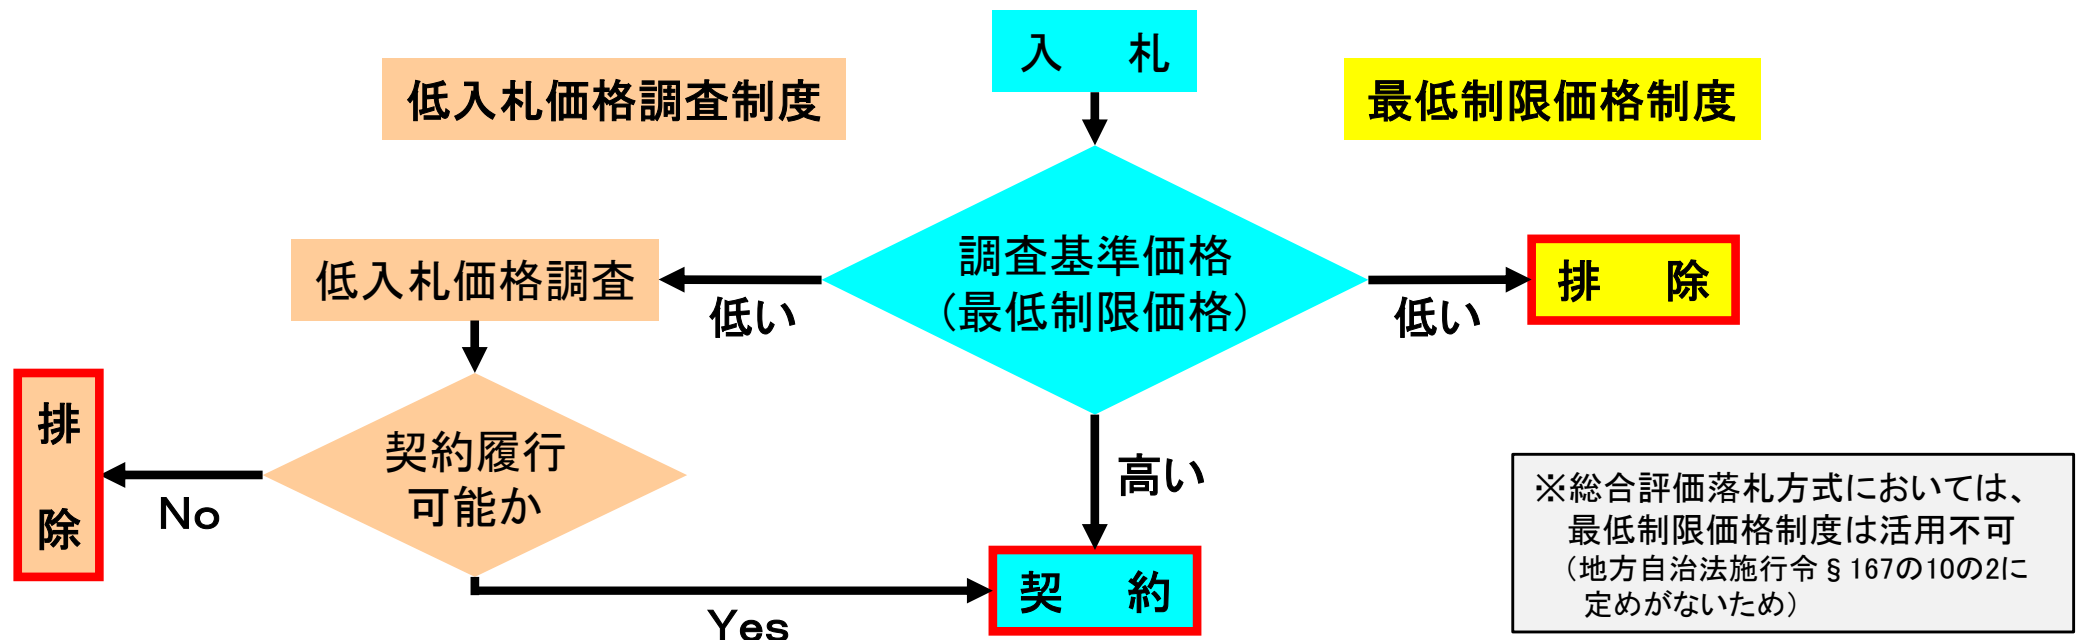 入　札
低入札価格調査制度
最低制限価格制度
調査基準価格
（最低制限価格）
低入札価格調査
低い
低い
排　除
排
除
契約履行
可能か
No
高い
契　約
Yes
※総合評価落札方式においては、
最低制限価格制度は活用不可
（地方自治法施行令§167の10の2に
定めがないため）